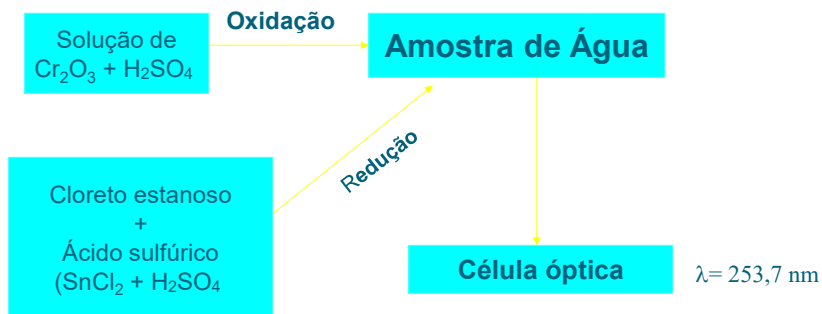 Oxidação
Solução de
Cr₂O₃ + H₂SO₄
Amostra de Água
Redução
Cloreto estanoso
+
Ácido sulfúrico
(SnCl₂ + H₂SO₄
Célula óptica
λ= 253,7 nm